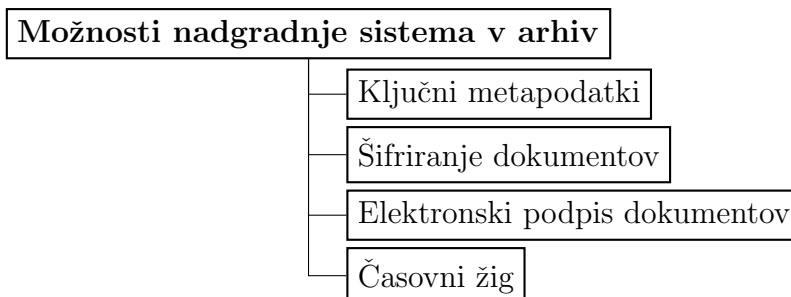 Možnosti nadgradnje sistema v arhiv
Ključni metapodatki
Šifriranje dokumentov
Elektronski podpis dokumentov
Časovni žig